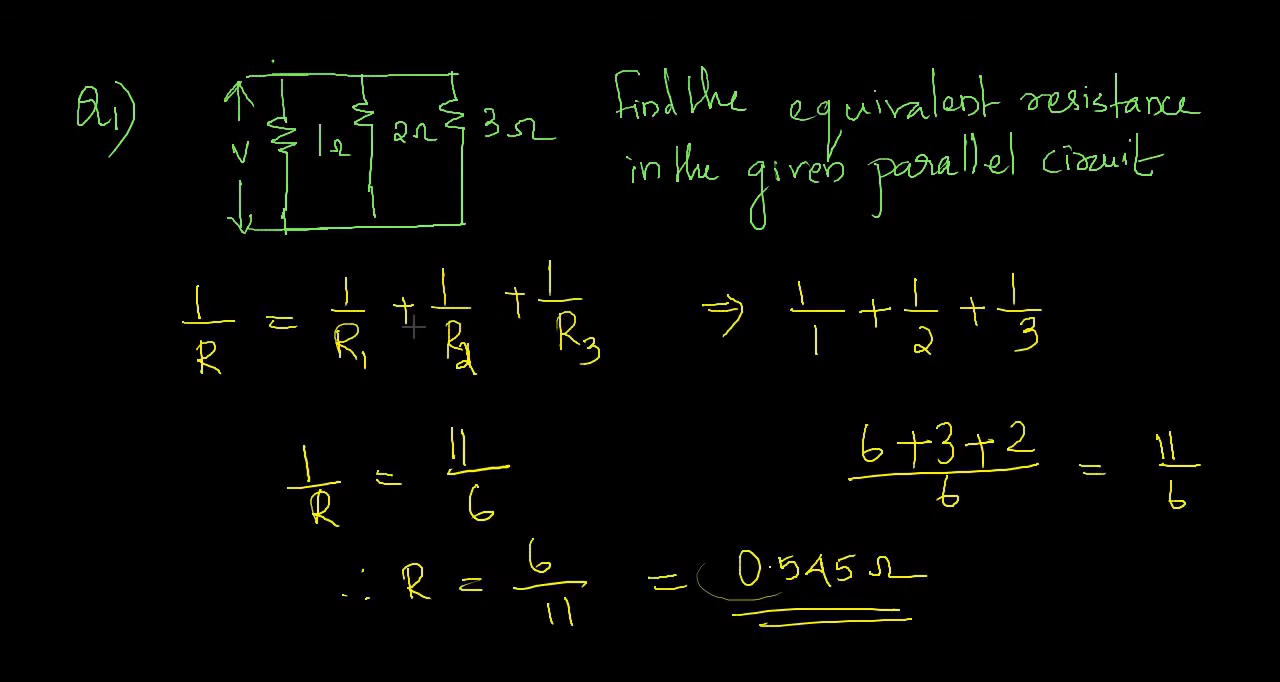 Q1) V 1Ω 2Ω 3Ω
Find the equivalent resistance
in the given parallel circuit
1/R = 1/R1 + 1/R2 + 1/R3 ⇒ 1/1 + 1/2 + 1/3
1/R = 11/6
6+3+2/6 = 11/6
∴ R = 6/11 = 0.545Ω